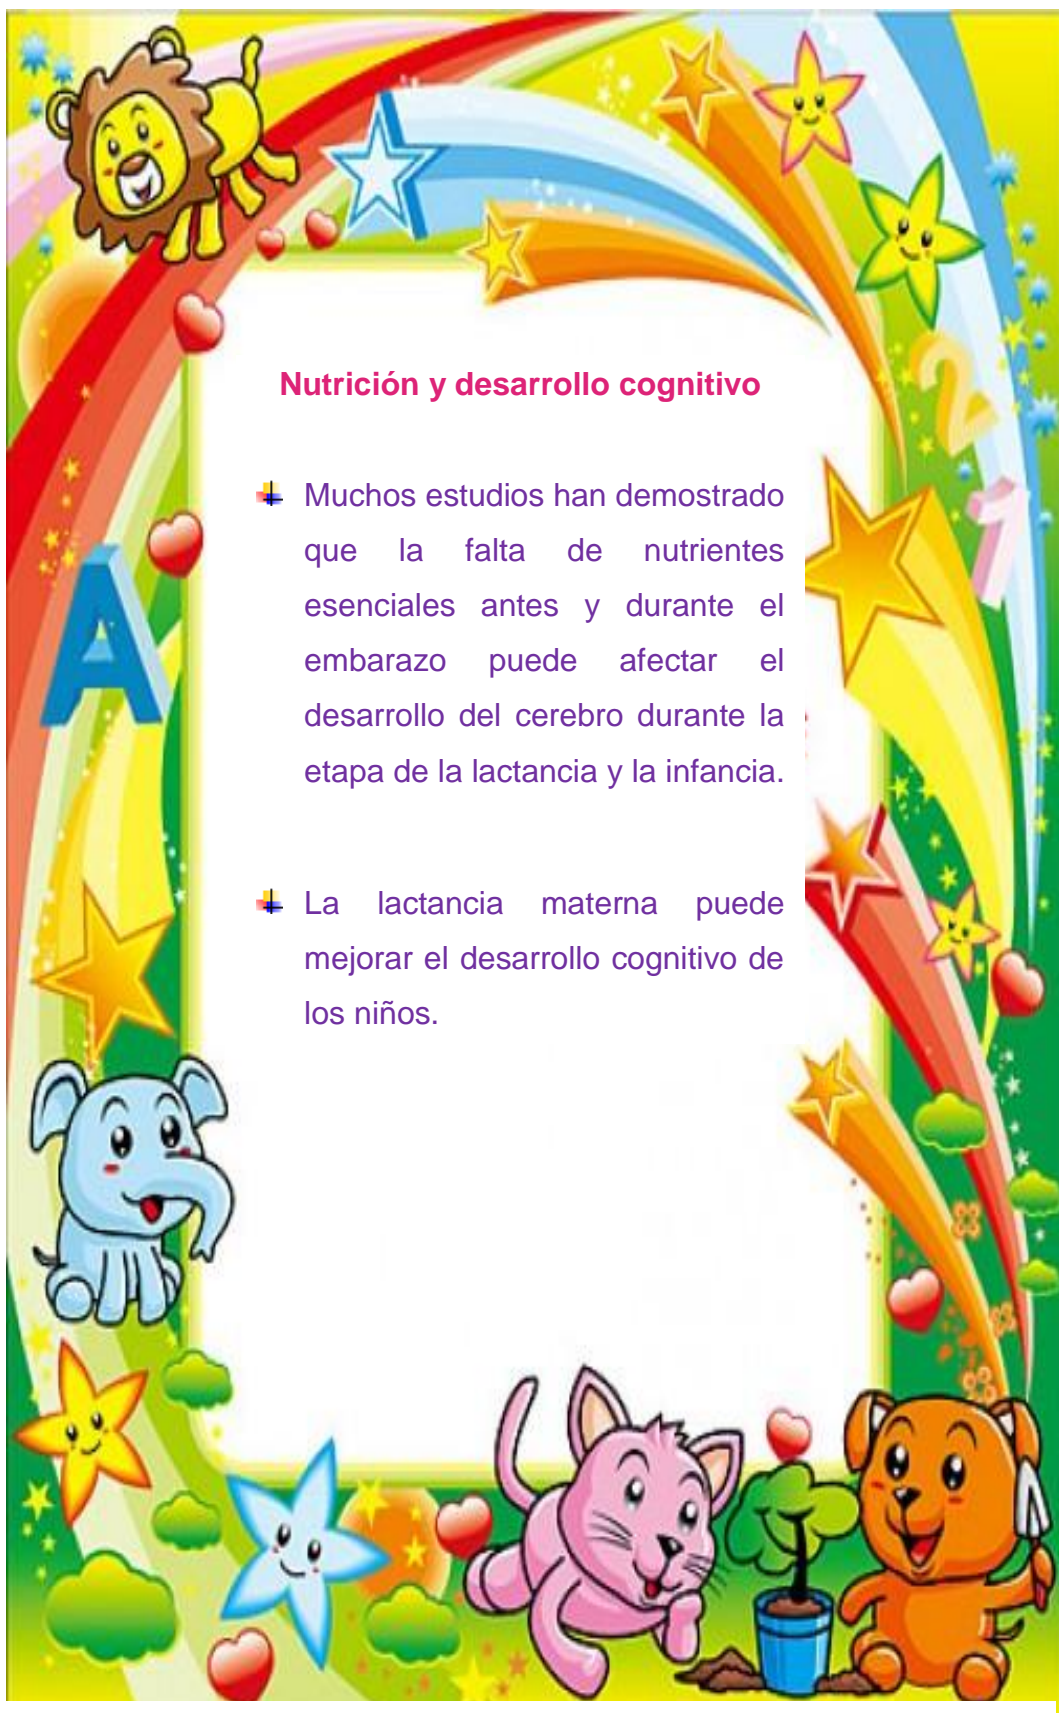 2
1
A
Nutrición y desarrollo cognitivo
Muchos estudios han demostrado
que la falta de nutrientes
esenciales antes y durante el
embarazo puede afectar el
desarrollo del cerebro durante la
etapa de la lactancia y la infancia.
La lactancia materna puede
mejorar el desarrollo cognitivo de
los niños.